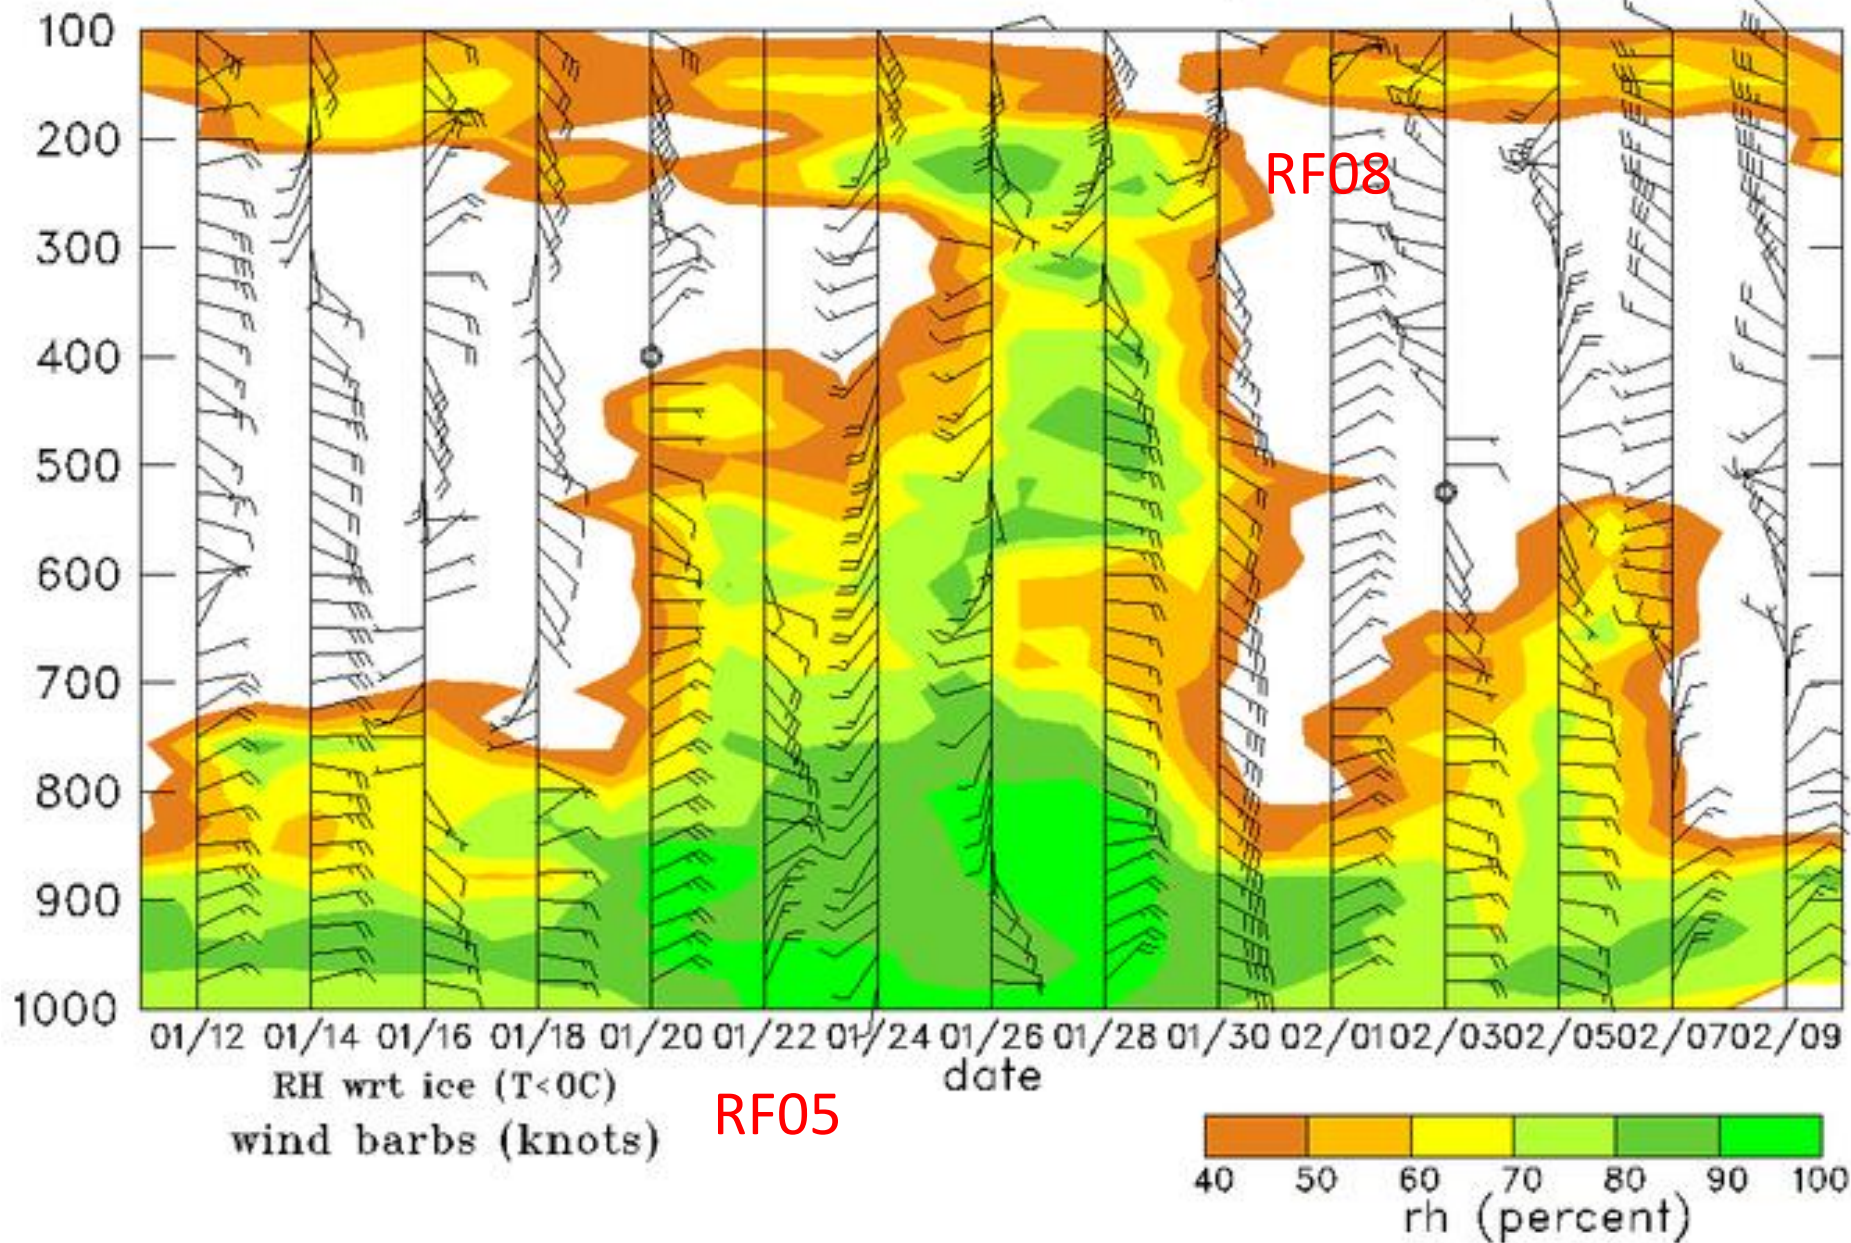 100
200
RF08
300
400
500
600
700
800
900
1000
01/12 01/14 01/16 01/18 01/20 01/22 01/24 01/26 01/28 01/30 02/01 02/03 02/05 02/07 02/09
date
RH wrt ice (T<0C)
RF05
wind barbs (knots)
40 50 60 70 80 90 100
rh (percent)